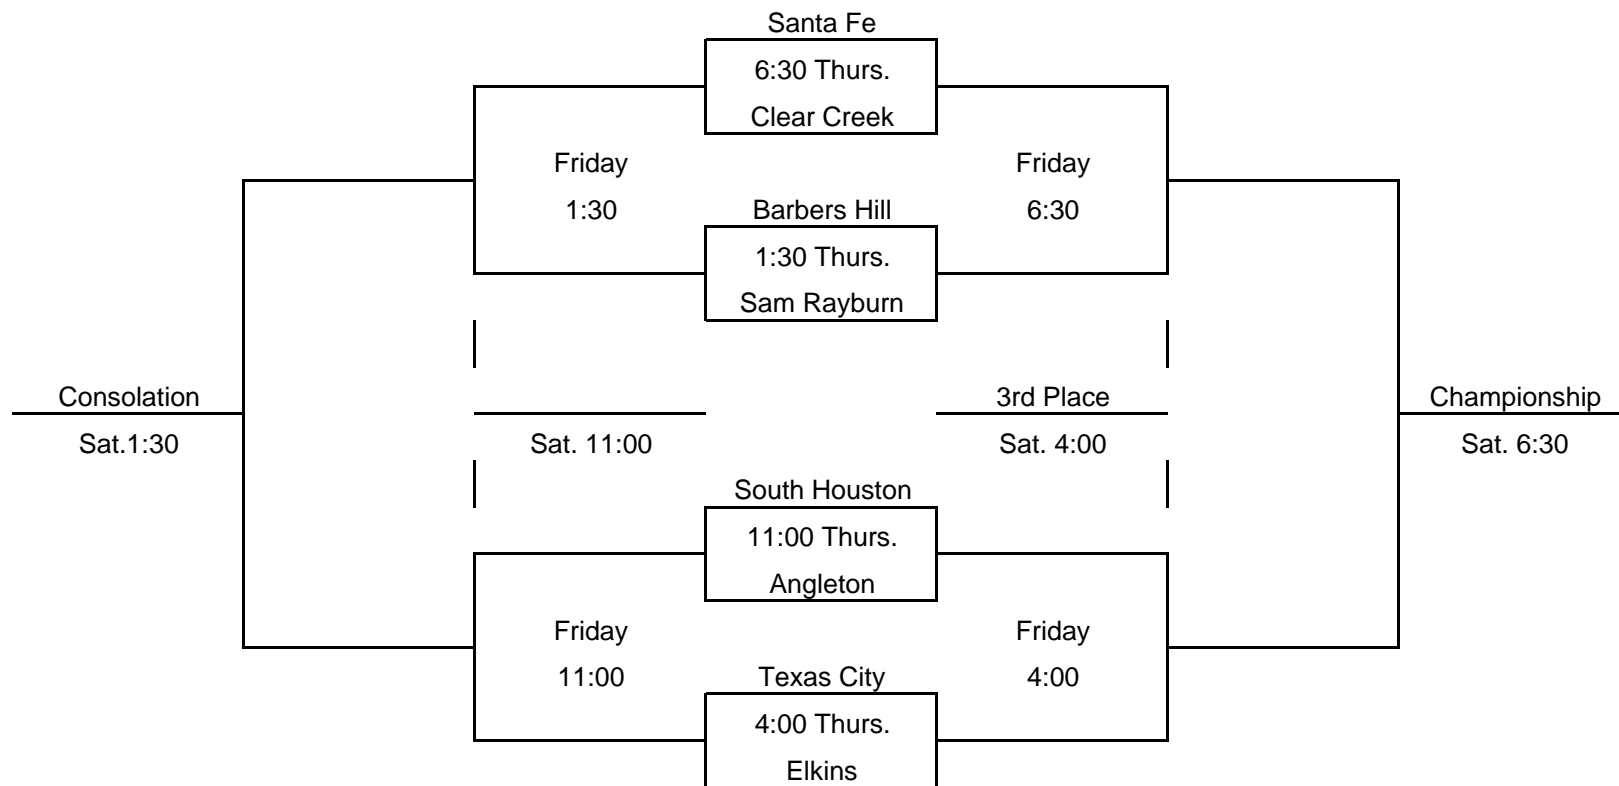 Santa Fe
6:30 Thurs.
Clear Creek
Friday
Friday
1:30
Barbers Hill
6:30
1:30 Thurs.
Sam Rayburn
Consolation
3rd Place
Championship
Sat.1:30
Sat. 11:00
Sat. 4:00
Sat. 6:30
South Houston
11:00 Thurs.
Angleton
Friday
Friday
11:00
Texas City
4:00
4:00 Thurs.
Elkins